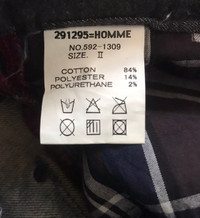 291295=HOMME
NO.592-1309
SIZE. II
COTTON 84%
POLYESTER 14%
POLYURETHANE 2%